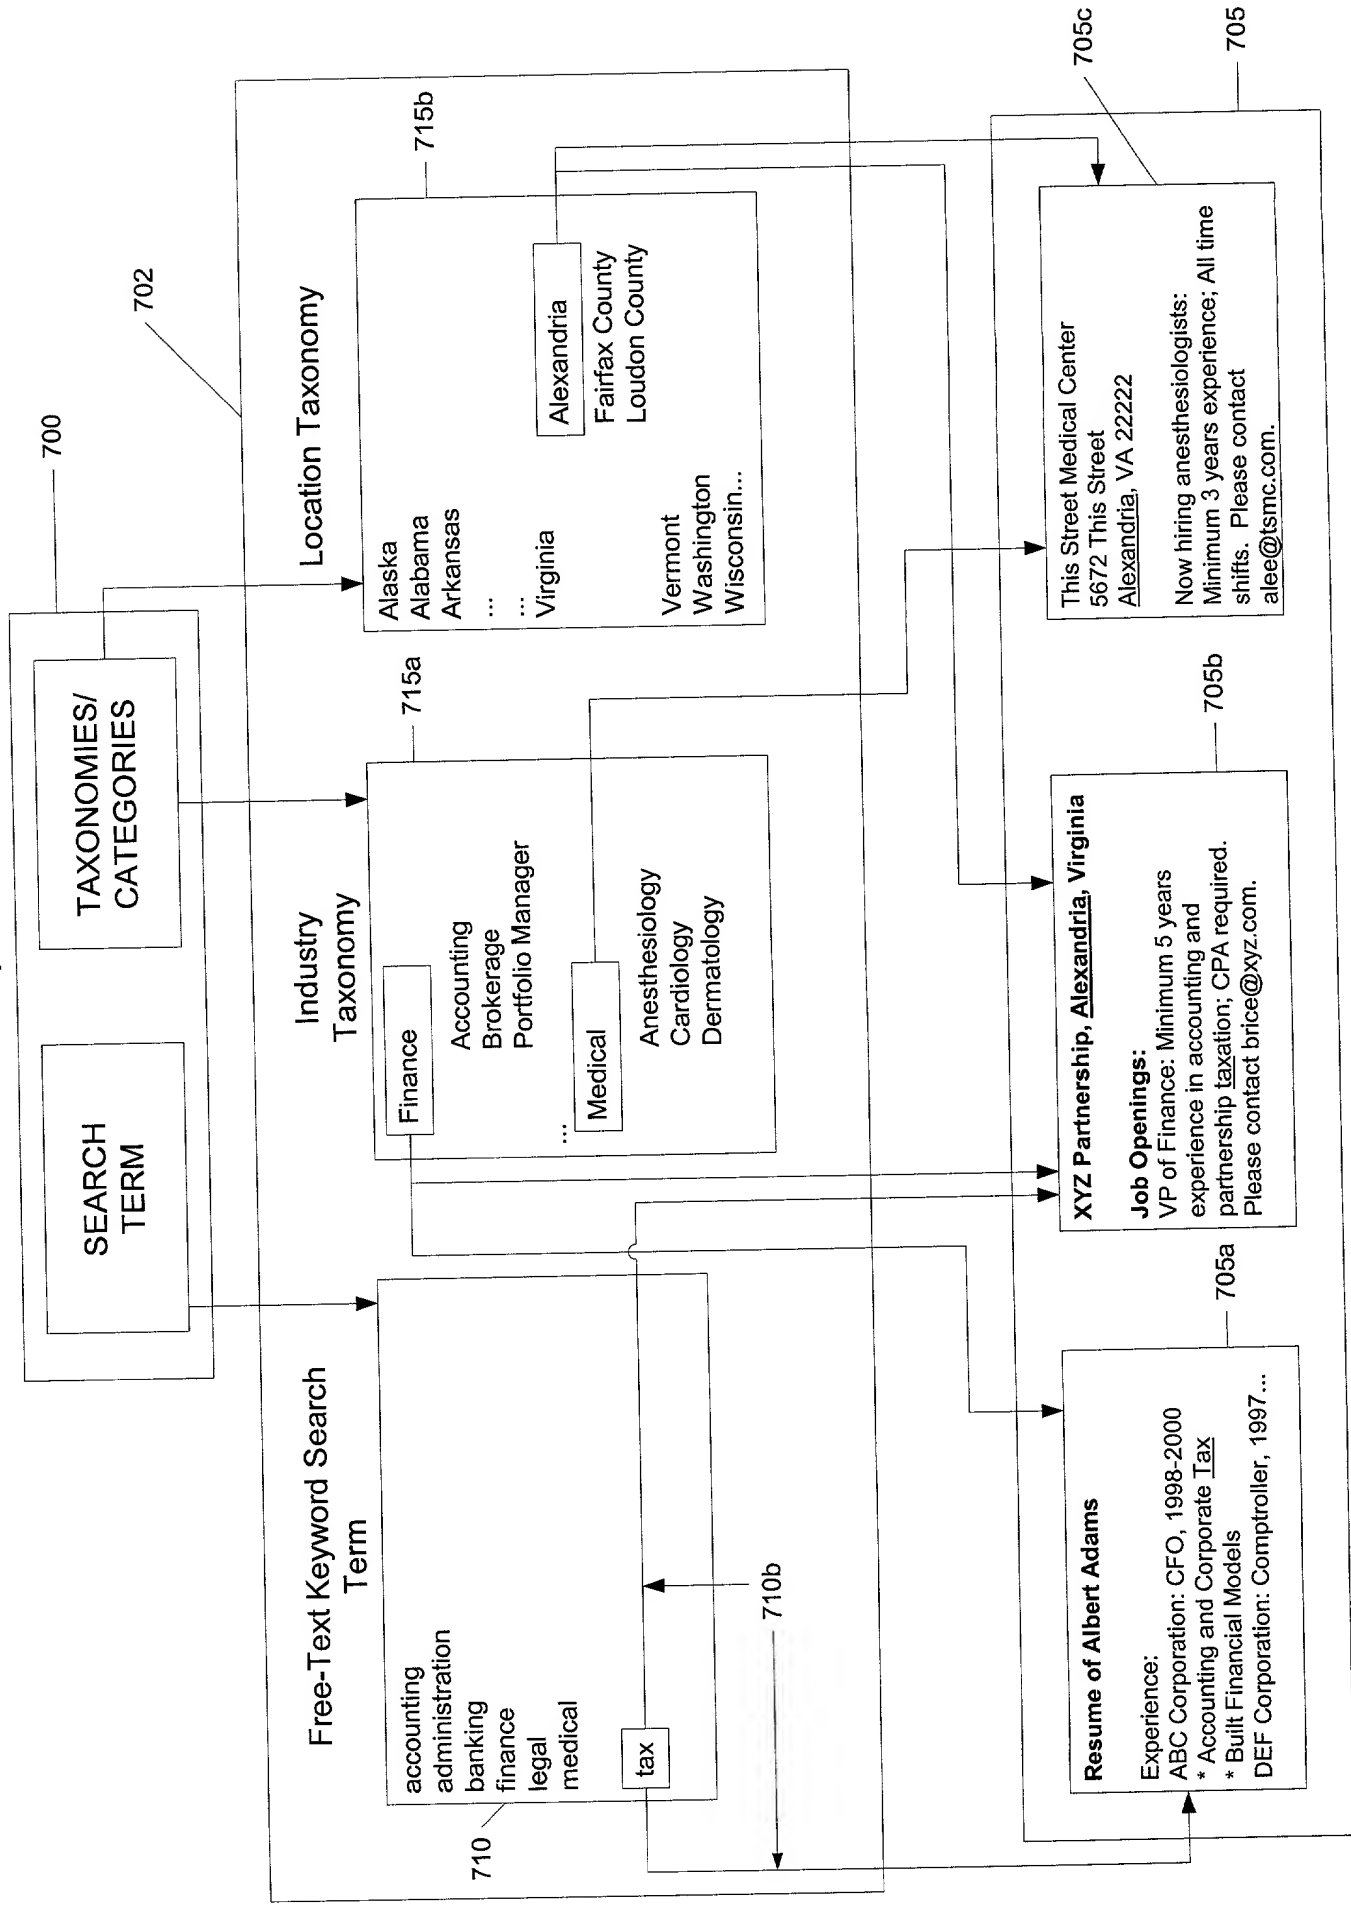 700
SEARCH
TERM
TAXONOMIES/
CATEGORIES
702
Free-Text Keyword Search
Term
accounting
administration
banking
finance
legal
medical
tax
710
710b
Industry
Taxonomy
715a
Finance
Accounting
Brokerage
Portfolio Manager
...
Medical
Anesthesiology
Cardiology
Dermatology
Location Taxonomy
715b
Alaska
Alabama
Arkansas
...
...
Virginia
Alexandria
Fairfax County
Loudon County
Vermont
Washington
Wisconsin...
Resume of Albert Adams
Experience:
ABC Corporation: CFO, 1998-2000
* Accounting and Corporate Tax
* Built Financial Models
DEF Corporation: Comptroller, 1997...
705a
XYZ Partnership, Alexandria, Virginia
Job Openings:
VP of Finance: Minimum 5 years
experience in accounting and
partnership taxation; CPA required.
Please contact brice@xyz.com.
705b
This Street Medical Center
5672 This Street
Alexandria, VA 22222
Now hiring anesthesiologists:
Minimum 3 years experience; All time
shifts. Please contact
alee@tsmc.com.
705c
705